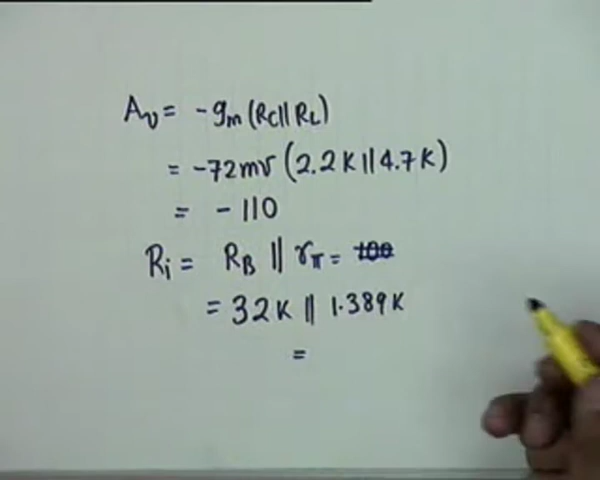 Av = -gm (Rc || RL)
= -72mv (2.2K || 4.7K)
= -110
Ri = RB || rπ =
= 32K || 1.389K
=